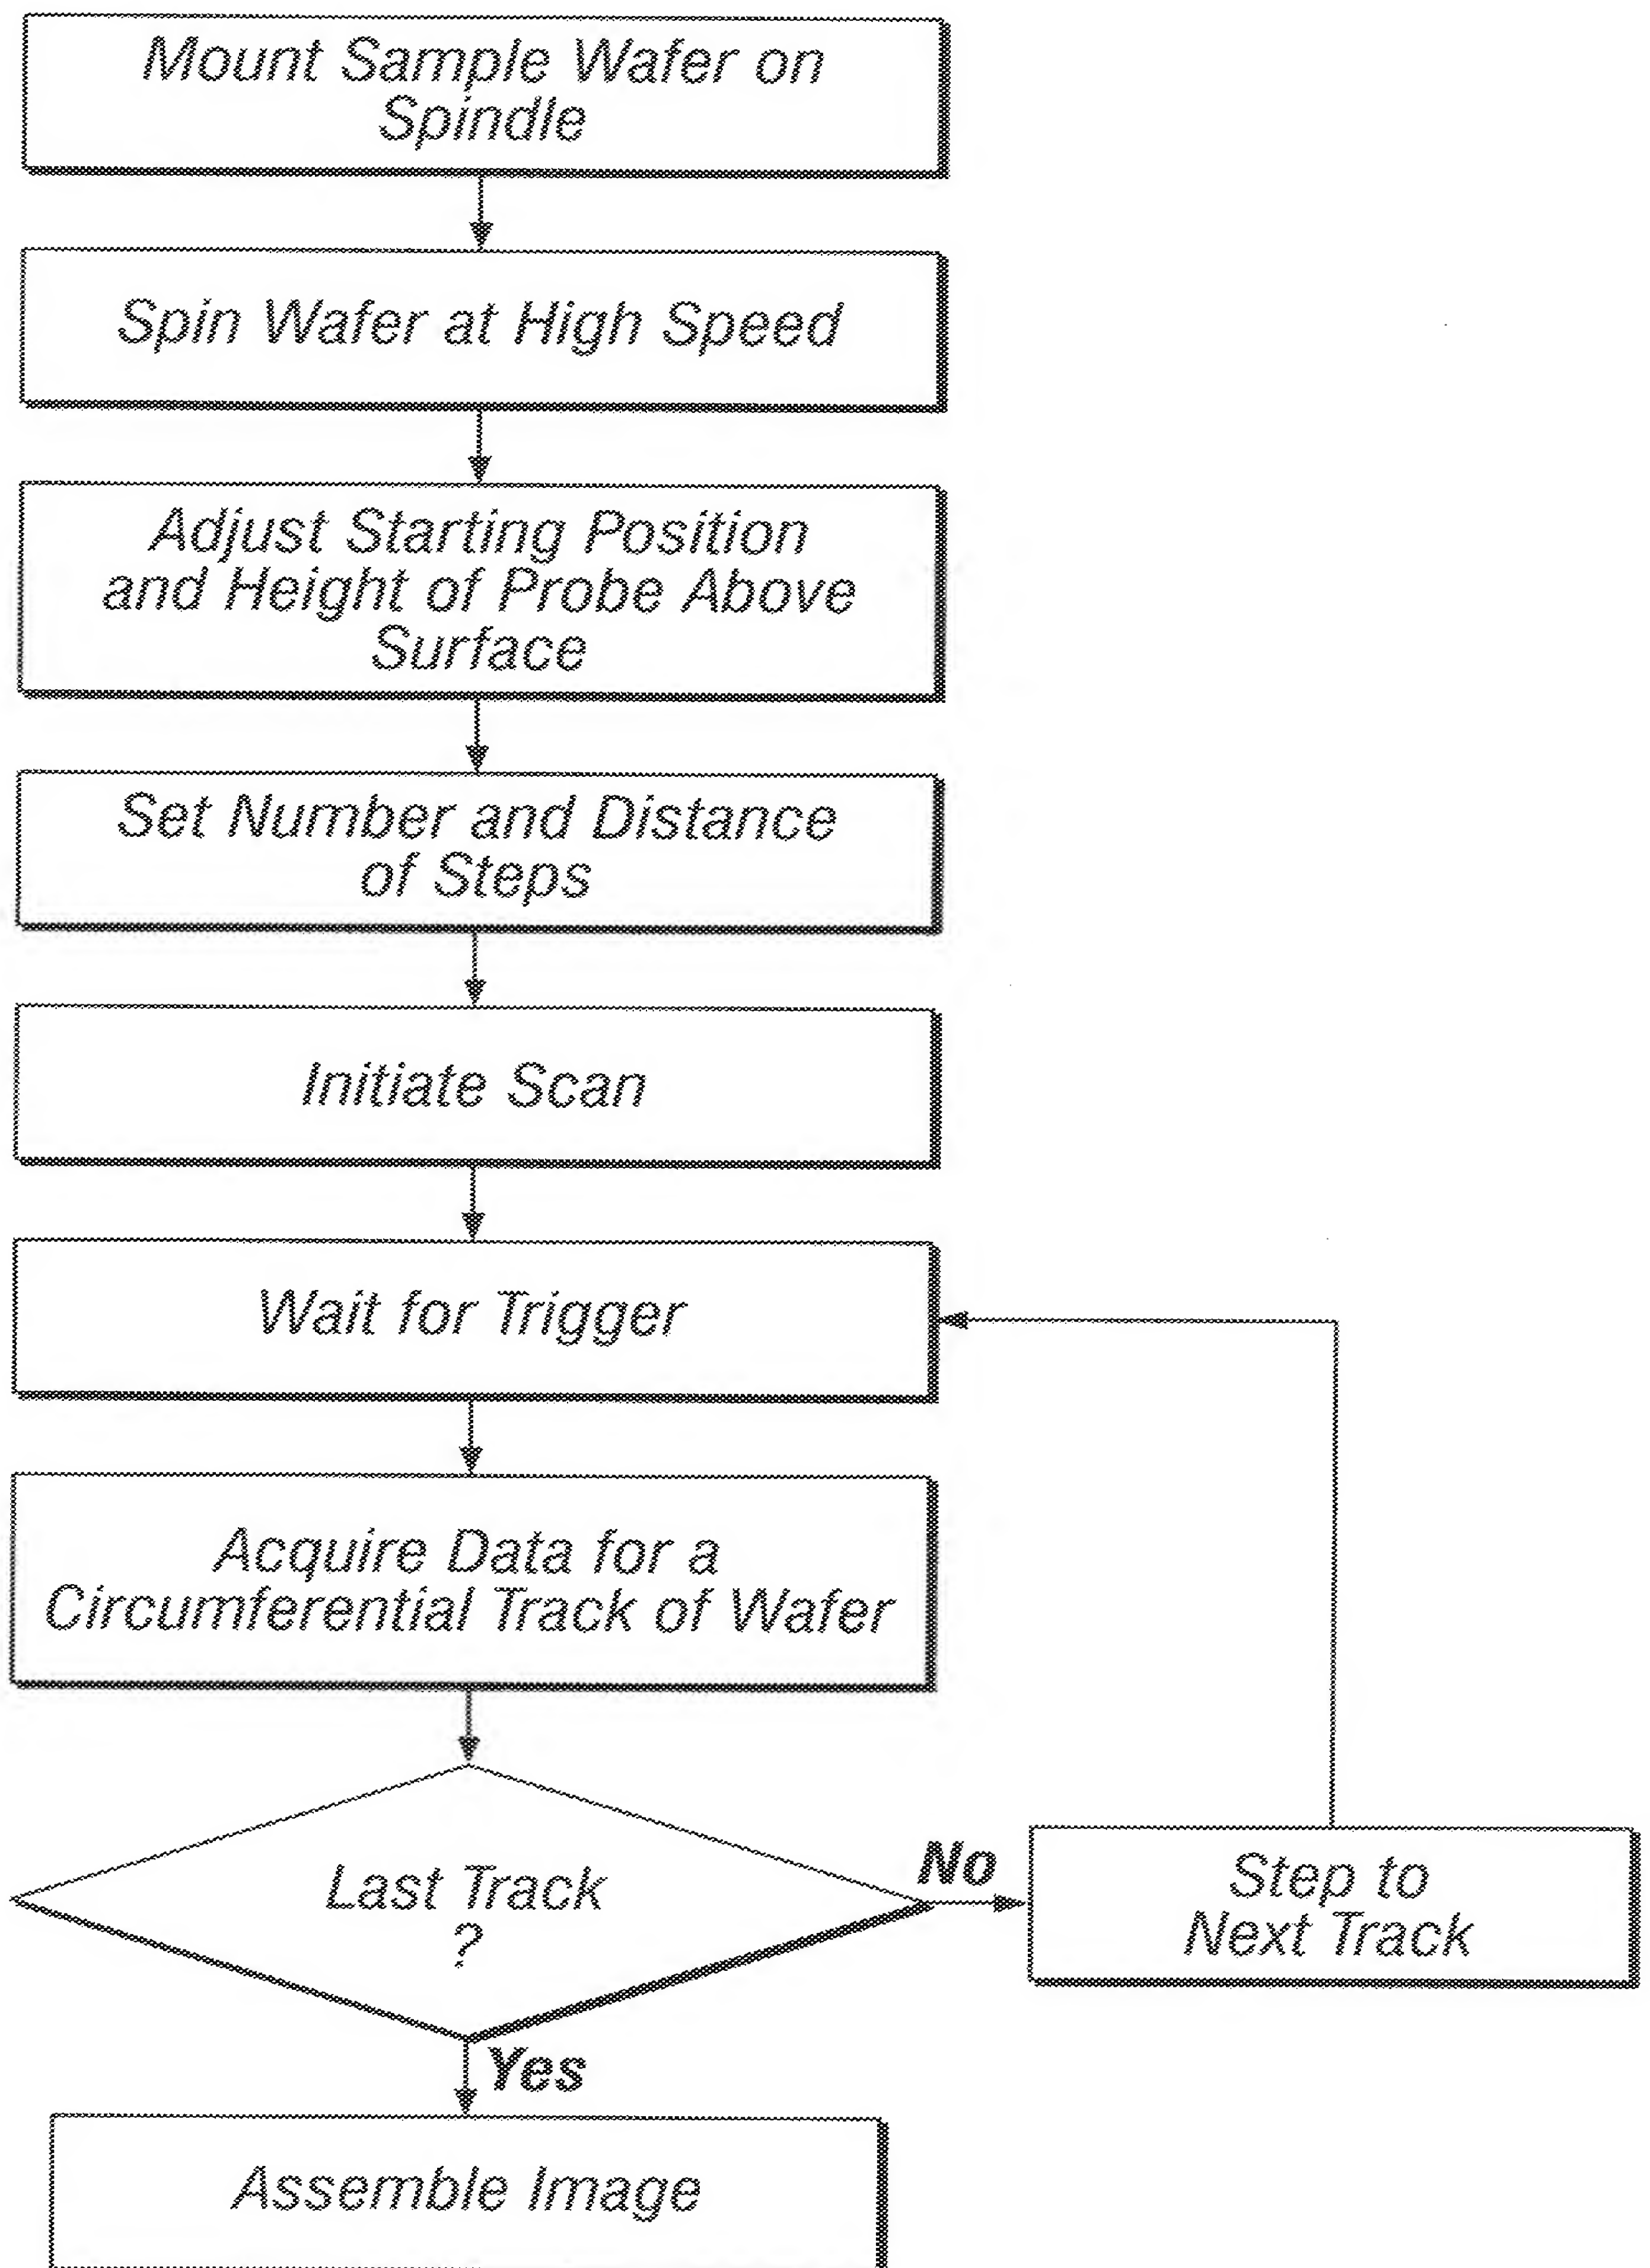 Mount Sample Wafer on
Spindle
Spin Wafer at High Speed
Adjust Starting Position
and Height of Probe Above
Surface
Set Number and Distance
of Steps
Initiate Scan
Wait for Trigger
Acquire Data for a
Circumferential Track of Wafer
Last Track
?
No
Step to
Next Track
Yes
Assemble Image